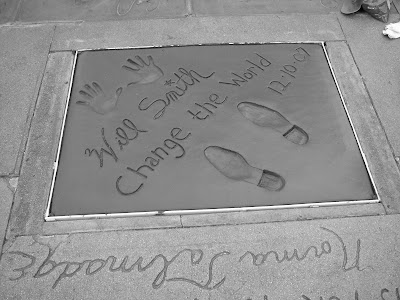 Will Smith
Change the World
12-10-07
Norma Talmadge